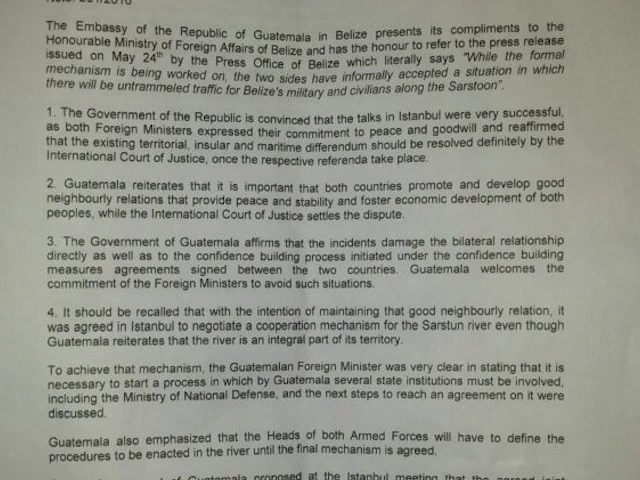 The Embassy of the Republic of Guatemala in Belize presents its compliments to the
Honourable Ministry of Foreign Affairs of Belize and has the honour to refer to the press release
issued on May 24th by the Press Office of Belize which literally says "While the formal
mechanism is being worked on, the two sides have informally accepted a situation in which
there will be untrammeled traffic for Belize's military and civilians along the Sarstoon".
1. The Government of the Republic is convinced that the talks in Istanbul were very successful,
as both Foreign Ministers expressed their commitment to peace and goodwill and reaffirmed
that the existing territorial, insular and maritime differendum should be resolved definitely by the
International Court of Justice, once the respective referenda take place.
2. Guatemala reiterates that it is important that both countries promote and develop good
neighbourly relations that provide peace and stability and foster economic development of both
peoples, while the International Court of Justice settles the dispute.
3. The Government of Guatemala affirms that the incidents damage the bilateral relationship
directly as well as to the confidence building process initiated under the confidence building
measures agreements signed between the two countries. Guatemala welcomes the
commitment of the Foreign Ministers to avoid such situations.
4. It should be recalled that with the intention of maintaining that good neighbourly relation, it
was agreed in Istanbul to negotiate a cooperation mechanism for the Sarstun river even though
Guatemala reiterates that the river is an integral part of its territory.
To achieve that mechanism, the Guatemalan Foreign Minister was very clear in stating that it is
necessary to start a process in which by Guatemala several state institutions must be involved,
including the Ministry of National Defense, and the next steps to reach an agreement on it were
discussed.
Guatemala also emphasized that the Heads of both Armed Forces will have to define the
procedures to be enacted in the river until the final mechanism is agreed.
of Guatemala proposed at the Istanbul meeting that the agreed joint